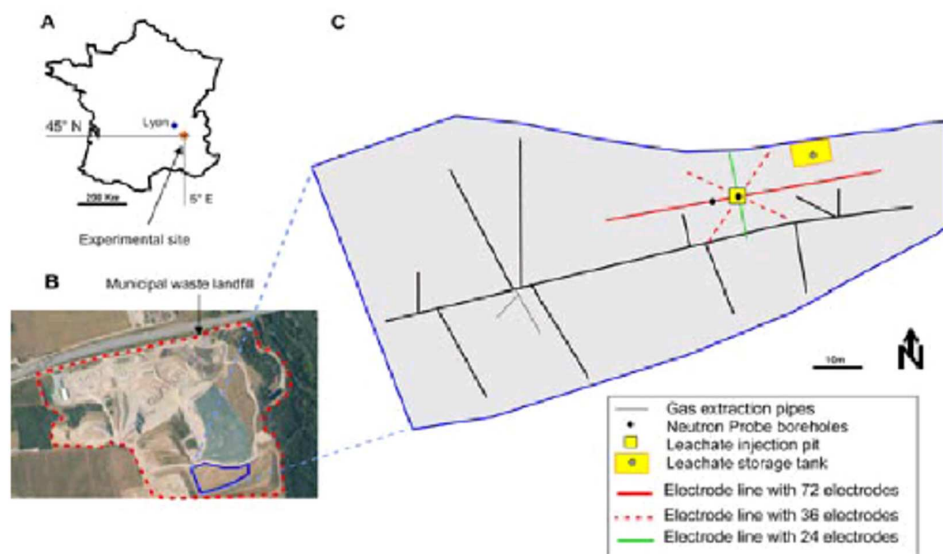 A
C
Lyon
45° N
200 Km
5° E
Experimental site
B
Municipal waste landfill
10m
N
Gas extraction pipes
Neutron Probe boreholes
Leachate injection pit
Leachate storage tank
Electrode line with 72 electrodes
Electrode line with 36 electrodes
Electrode line with 24 electrodes